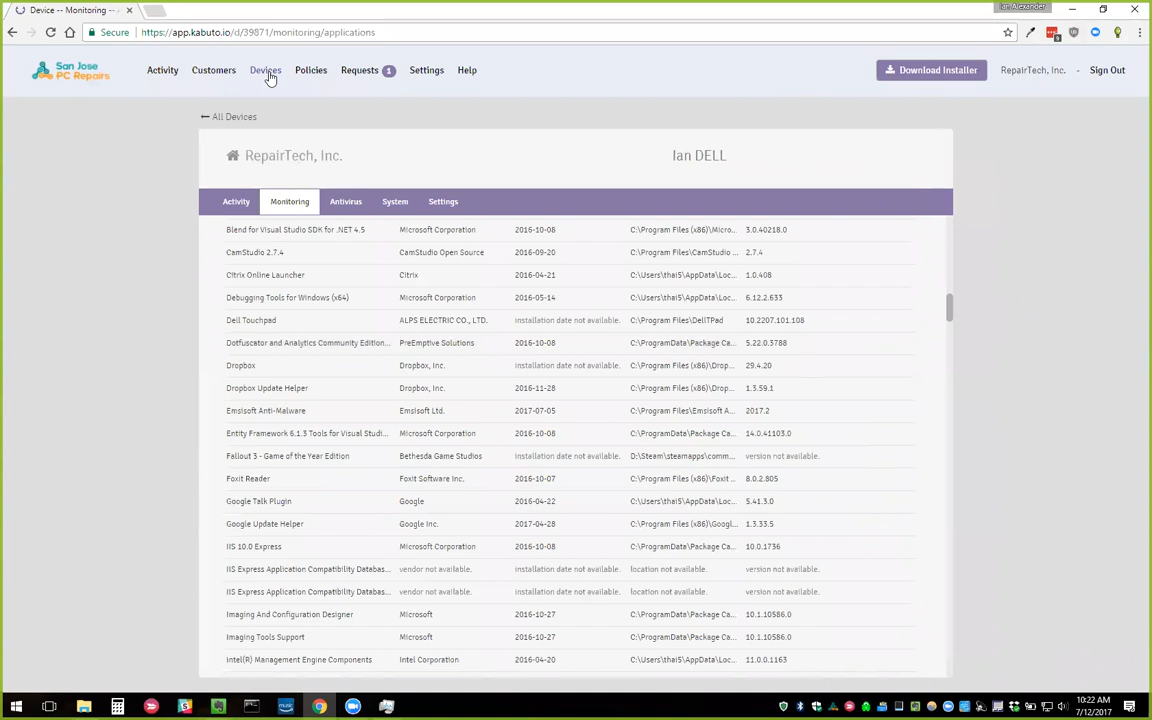 Device -- Monitoring --
Ian Alexander
Secure
https://app.kabuto.io/d/39871/monitoring/applications
San Jose
PC Repairs
Activity Customers Devices Policies Requests 1 Settings Help
Download Installer
RepairTech, Inc. - Sign Out
All Devices
RepairTech, Inc. Ian DELL
Activity Monitoring Antivirus System Settings
Blend for Visual Studio SDK for .NET 4.5 Microsoft Corporation 2016-10-08 C:\Program Files (x86)\Micro... 3.0.40218.0
CamStudio 2.7.4 CamStudio Open Source 2016-09-20 C:\Program Files\CamStudio ... 2.7.4
Citrix Online Launcher Citrix 2016-04-21 C:\Users\thai5\AppData\Loc... 1.0.408
Debugging Tools for Windows (x64) Microsoft Corporation 2016-05-14 C:\Users\thai5\AppData\Loc... 6.12.2.633
Dell Touchpad ALPS ELECTRIC CO., LTD. installation date not available. C:\Program Files\DellTPad 10.2207.101.108
Dotfuscator and Analytics Community Edition... PreEmptive Solutions 2016-10-08 C:\ProgramData\Package Ca... 5.22.0.3788
Dropbox Dropbox, Inc. installation date not available. C:\Program Files (x86)\Drop... 29.4.20
Dropbox Update Helper Dropbox, Inc. 2016-11-28 C:\Program Files (x86)\Drop... 1.3.59.1
Emsisoft Anti-Malware Emsisoft Ltd. 2017-07-05 C:\Program Files\Emsisoft A... 2017.2
Entity Framework 6.1.3 Tools for Visual Studi... Microsoft Corporation 2016-10-08 C:\ProgramData\Package Ca... 14.0.41103.0
Fallout 3 - Game of the Year Edition Bethesda Game Studios installation date not available. D:\Steam\steamapps\comm... version not available.
Foxit Reader Foxit Software Inc. 2016-10-07 C:\Program Files (x86)\Foxit ... 8.0.2.805
Google Talk Plugin Google 2016-04-22 C:\Users\thai5\AppData\Loc... 5.41.3.0
Google Update Helper Google Inc. 2017-04-28 C:\Program Files (x86)\Googl... 1.3.33.5
IIS 10.0 Express Microsoft Corporation 2016-10-08 C:\ProgramData\Package Ca... 10.0.1736
IIS Express Application Compatibility Databas... vendor not available. installation date not available. location not available. version not available.
IIS Express Application Compatibility Databas... vendor not available. installation date not available. location not available. version not available.
Imaging And Configuration Designer Microsoft 2016-10-27 C:\ProgramData\Package Ca... 10.1.10586.0
Imaging Tools Support Microsoft 2016-10-27 C:\ProgramData\Package Ca... 10.1.10586.0
Intel(R) Management Engine Components Intel Corporation 2016-04-20 C:\Users\thai5\AppData\Loc... 11.0.0.1163
music
10:22 AM
7/12/2017